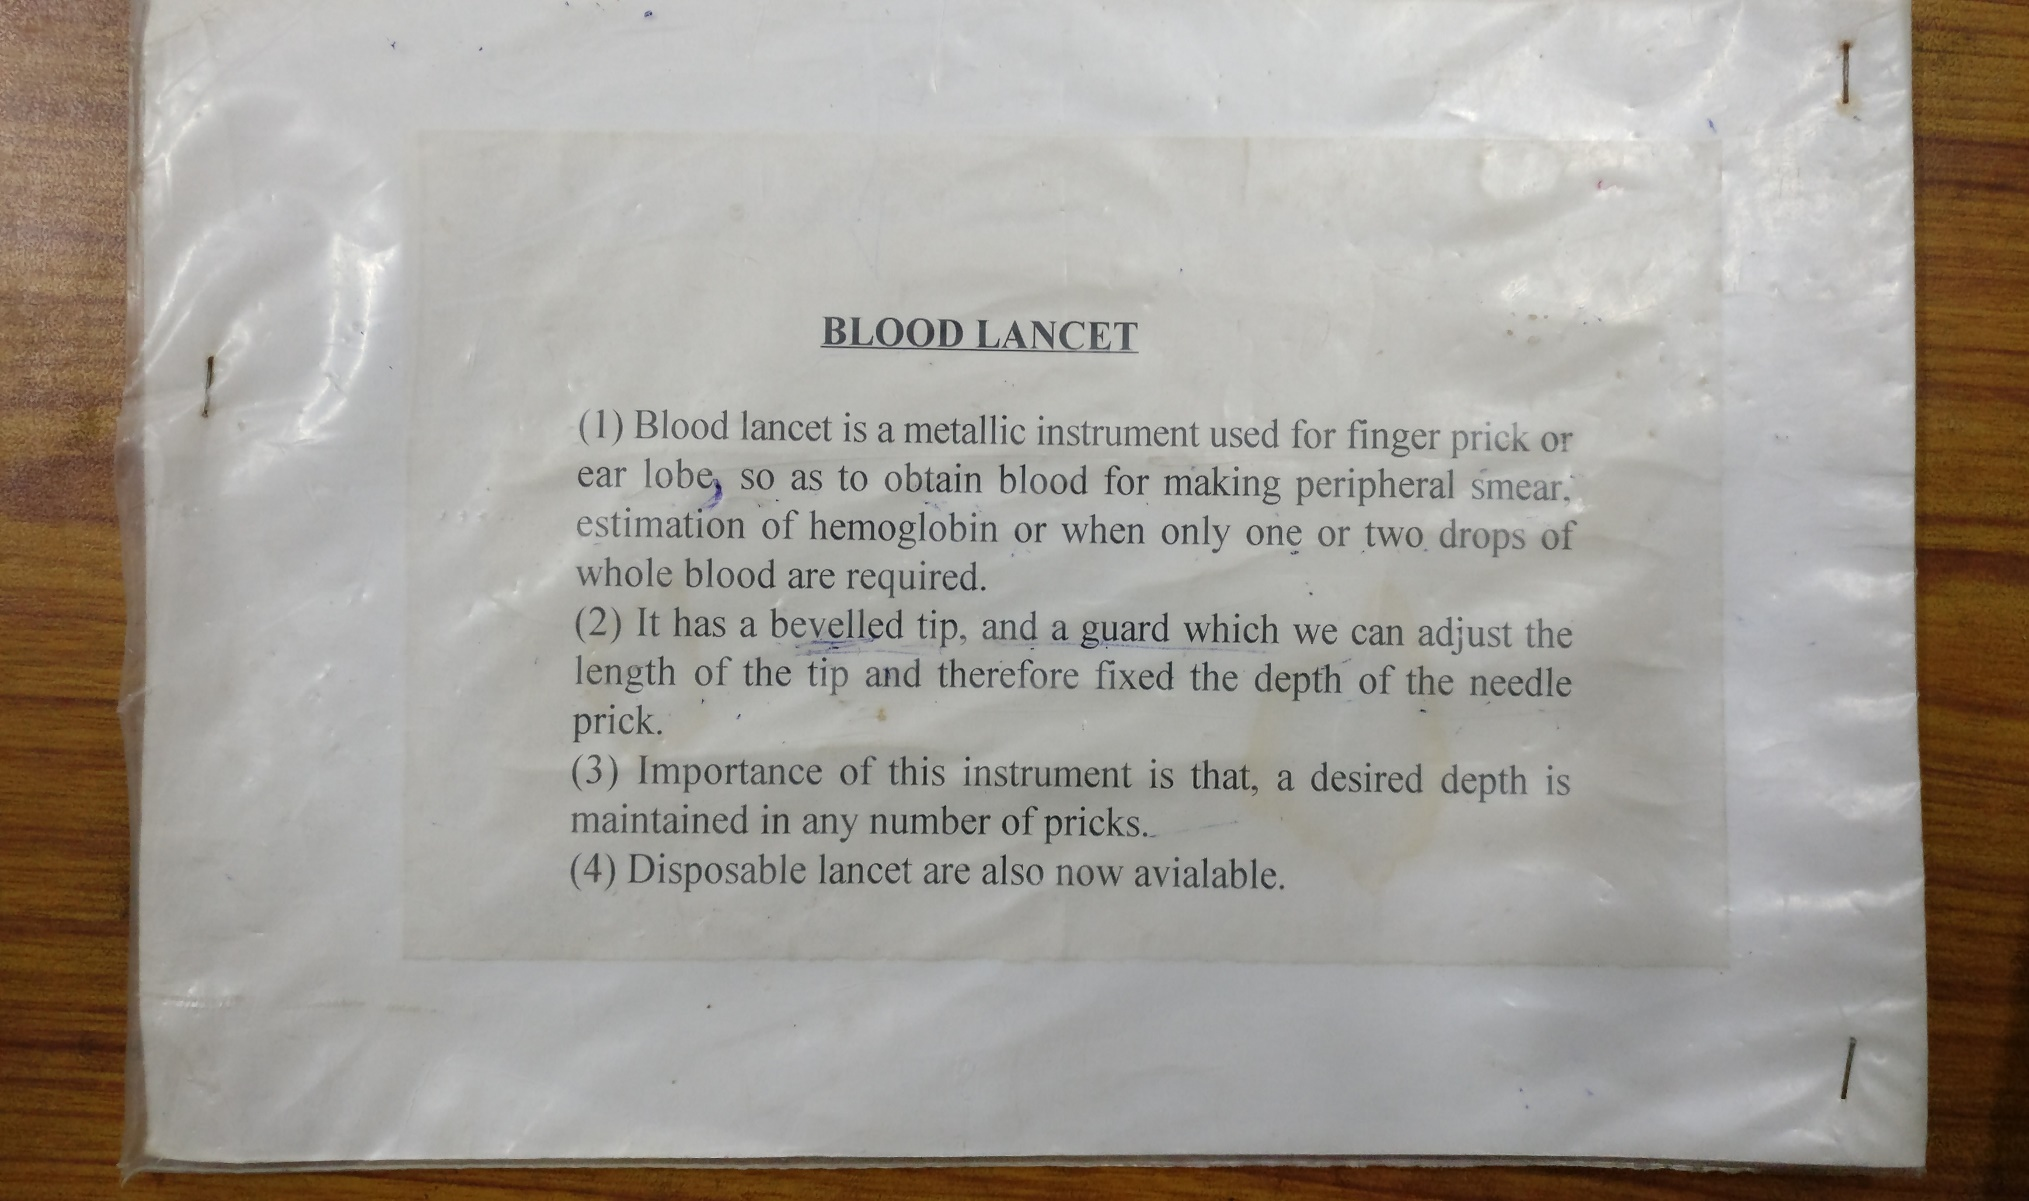 BLOOD LANCET
(1) Blood lancet is a metallic instrument used for finger prick or
ear lobe, so as to obtain blood for making peripheral smear,
estimation of hemoglobin or when only one or two drops of
whole blood are required.
(2) It has a bevelled tip, and a guard which we can adjust the
length of the tip and therefore fixed the depth of the needle
prick.
(3) Importance of this instrument is that, a desired depth is
maintained in any number of pricks.
(4) Disposable lancet are also now avialable.